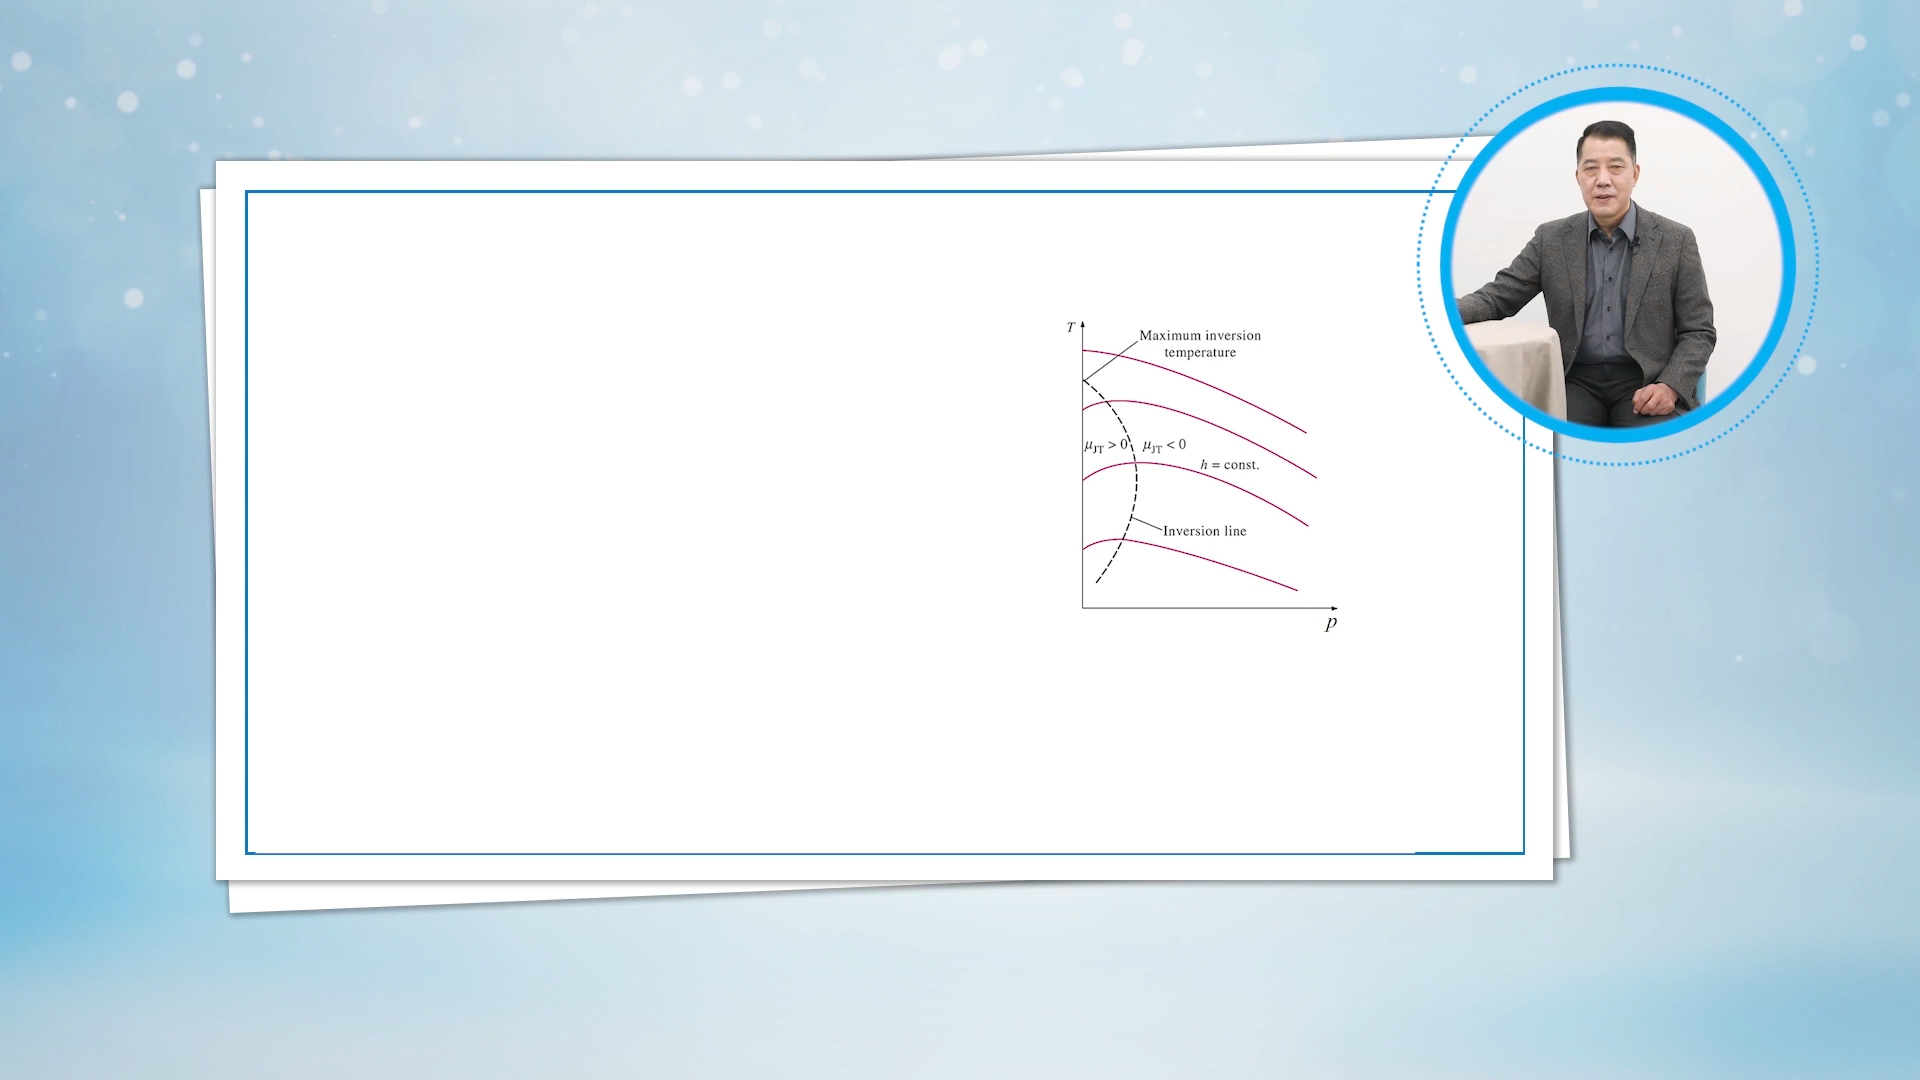 T
Maximum inversion
temperature
μJT > 0 μJT < 0
h = const.
Inversion line
p